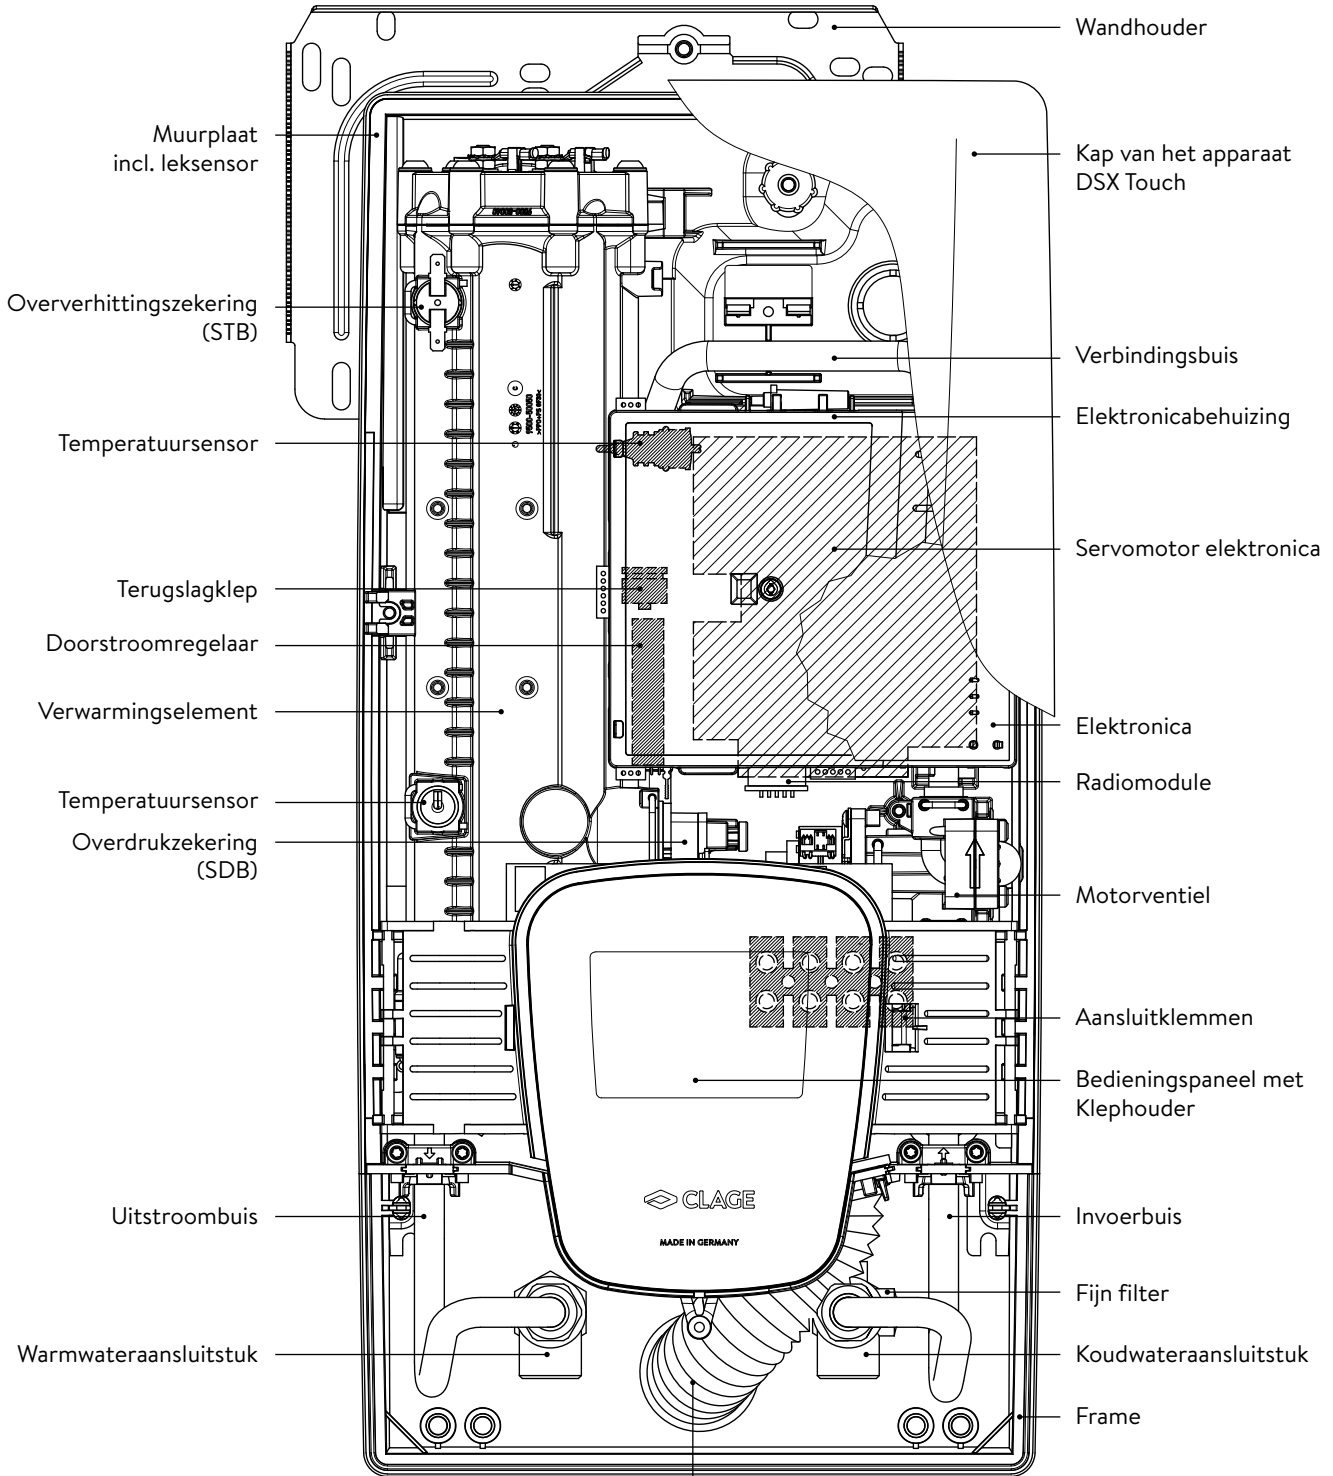 Wandhouder
Muurplaat
incl. leksensor
Kap van het apparaat
DSX Touch
Oververhittingszekering
(STB)
Verbindingsbuis
Elektronicabehuizing
Temperatuursensor
Servomotor elektronica
Terugslagklep
Doorstroomregelaar
Verwarmingselement
Elektronica
Radiomodule
Temperatuursensor
Overdrukzekering
(SDB)
Motorventiel
Aansluitklemmen
Bedieningspaneel met
Klephouder
CLAGE
MADE IN GERMANY
Uitstroombuis
Invoerbuis
Fijn filter
Warmwateraansluitstuk
Koudwateraansluitstuk
Frame